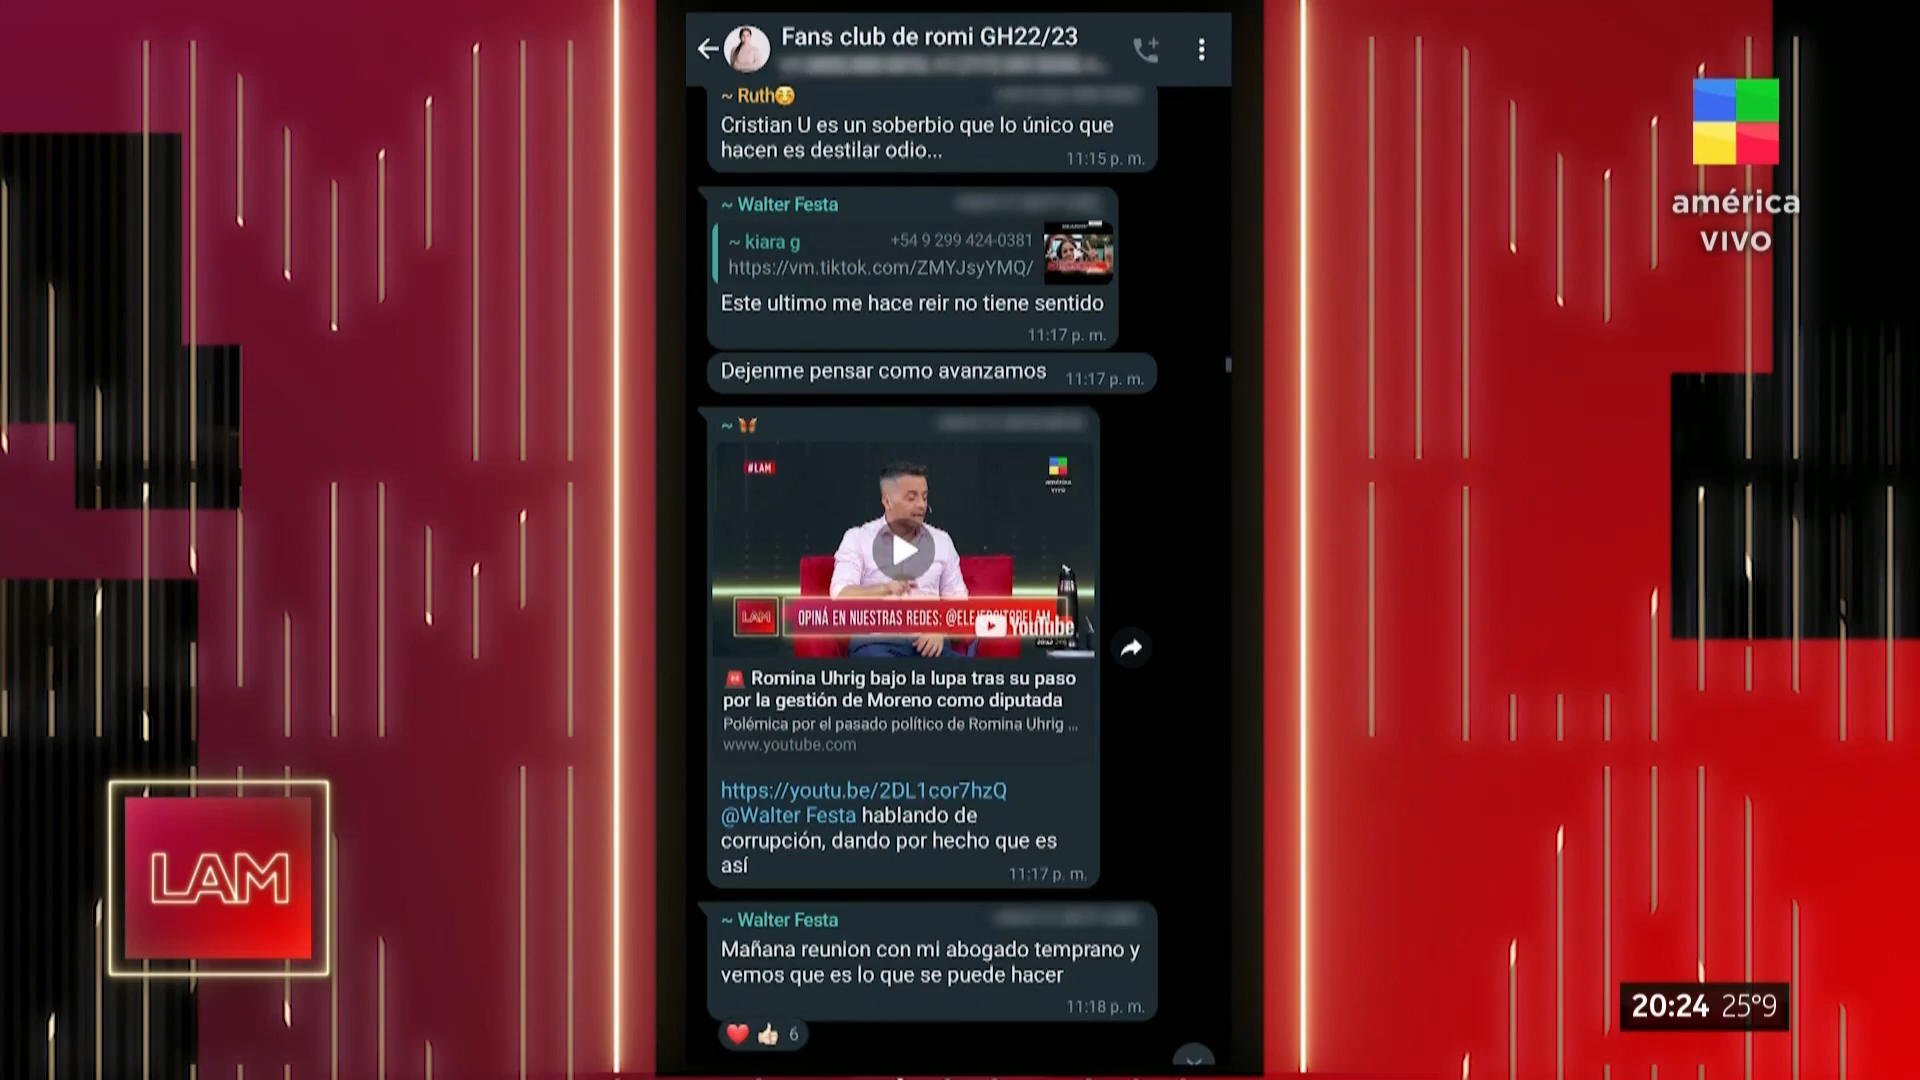 Fans club de romi GH22/23
~ Ruth
Cristian U es un soberbio que lo único que
hacen es destilar odio...
11:15 p. m.
~ Walter Festa
~ kiara g +54 9 299 424-0381
https://vm.tiktok.com/ZMYJsyYMQ/
Este ultimo me hace reir no tiene sentido
11:17 p. m.
Dejenme pensar como avanzamos 11:17 p. m.
~
#LAM
américa
VIVO
LAM OPINÁ EN NUESTRAS REDES: @ELEJERCITODELAM
YouTube
Romina Uhrig bajo la lupa tras su paso
por la gestión de Moreno como diputada
Polémica por el pasado político de Romina Uhrig ...
www.youtube.com
https://youtu.be/2DL1cor7hzQ
@Walter Festa hablando de
corrupción, dando por hecho que es
así
11:17 p. m.
~ Walter Festa
Mañana reunion con mi abogado temprano y
vemos que es lo que se puede hacer
11:18 p. m.
6
américa
VIVO
LAM
20:24 25°9